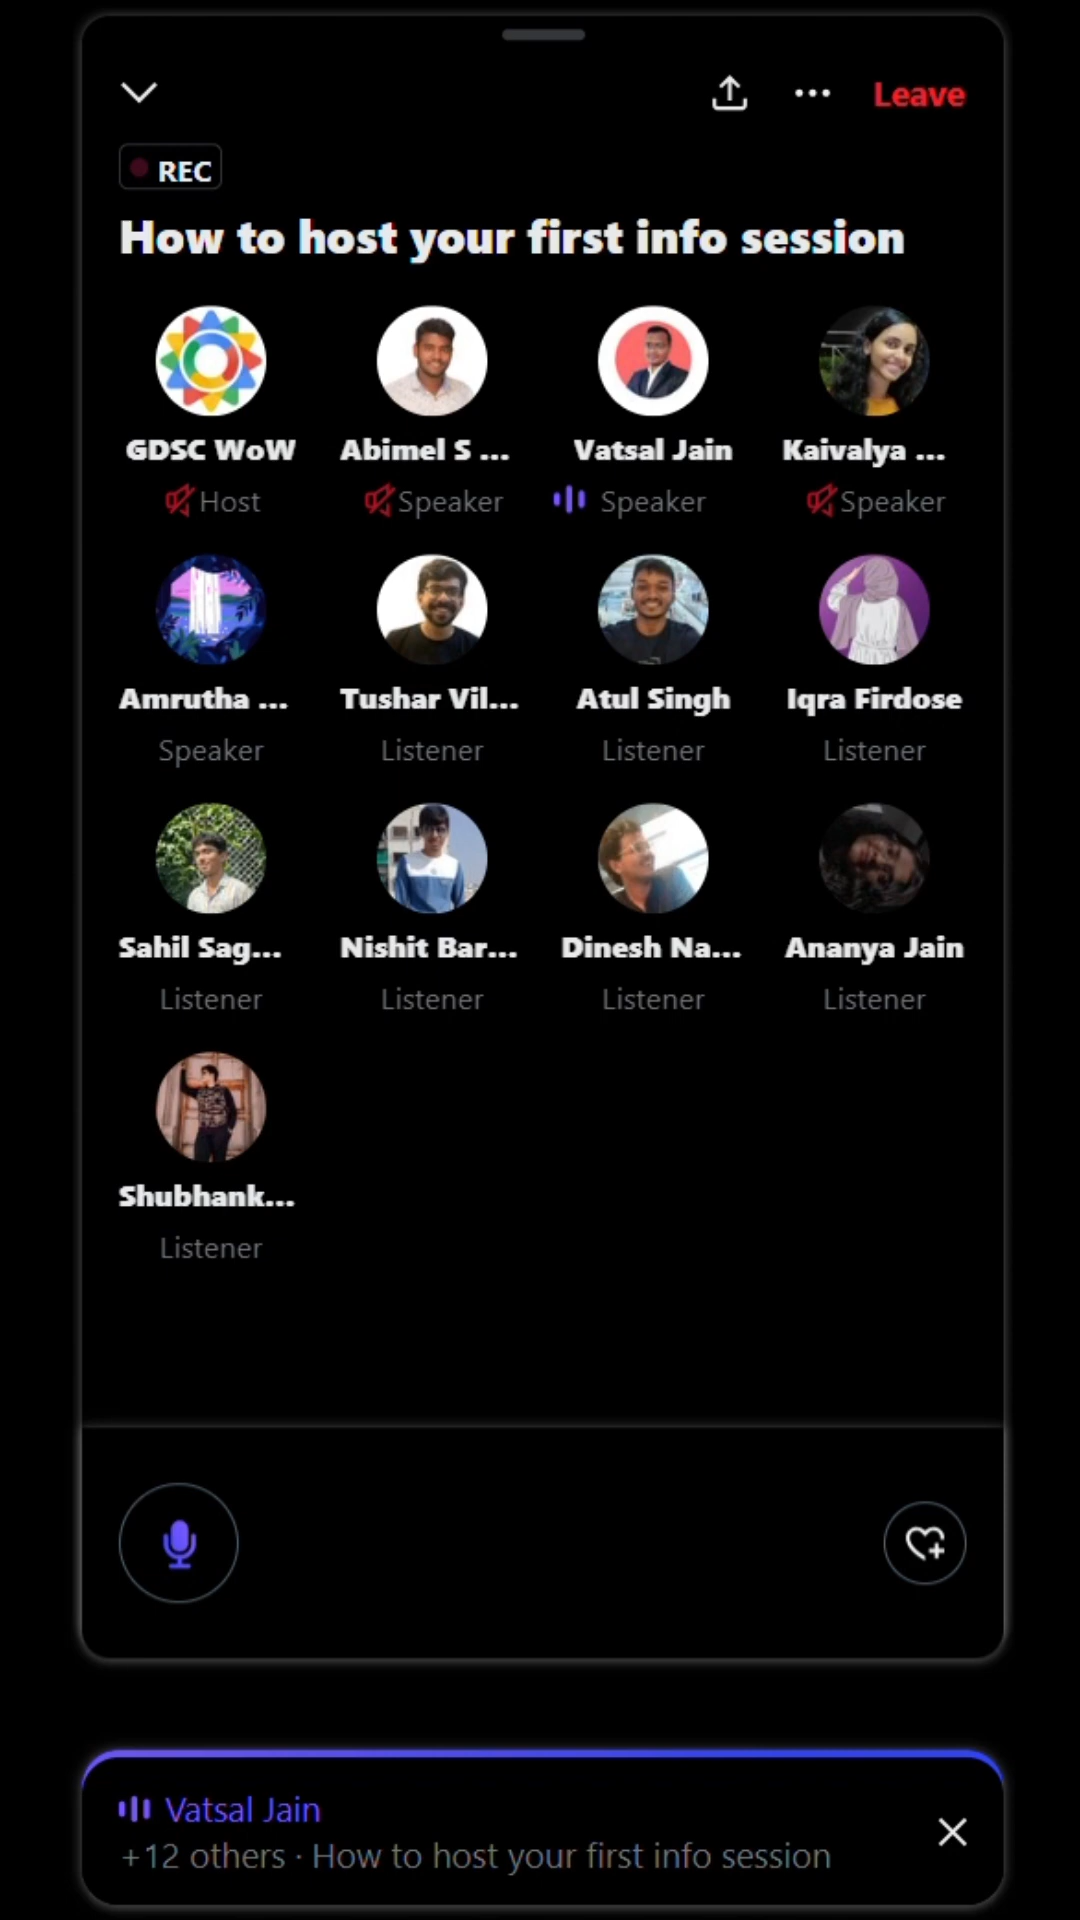 Leave
REC
How to host your first info session
GDSC WoW Abimel S ... Vatsal Jain Kaivalya ...
Host Speaker Speaker Speaker
Amrutha ... Tushar Vil... Atul Singh Iqra Firdose
Speaker Listener Listener Listener
Sahil Sag... Nishit Bar... Dinesh Na... Ananya Jain
Listener Listener Listener Listener
Shubhank...
Listener
Vatsal Jain
+12 others · How to host your first info session